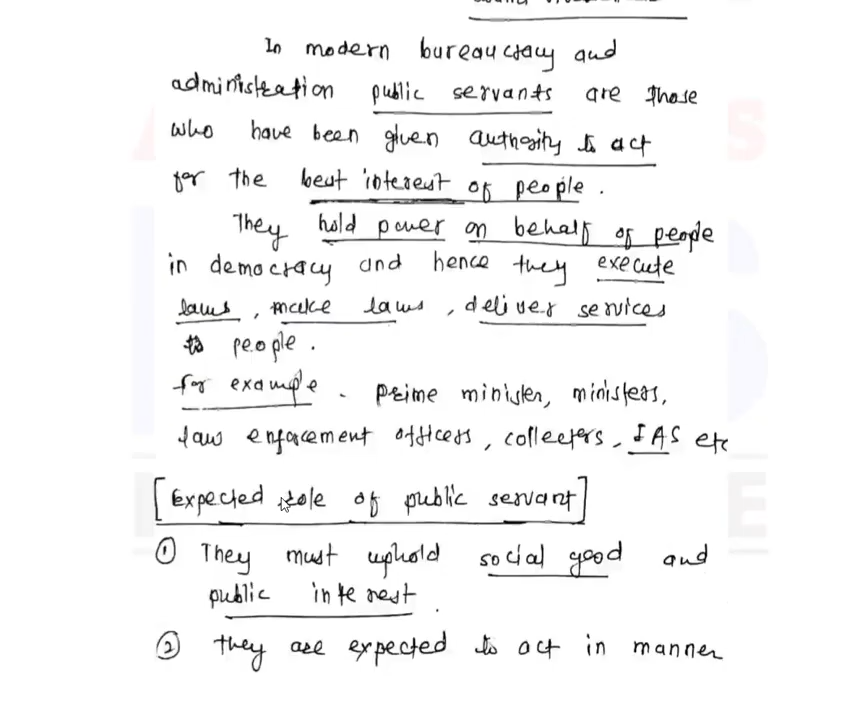 In modern bureaucracy and
administration public servants are those
who have been given authority to act
for the best interest of people.
They hold power on behalf of people
in democracy and hence they execute
laws, make laws, deliver services
to people.
for example - prime minister, ministers,
law enforcement officers, collecters, IAS etc
[Expected role of public servant]
① They must uphold social good and
public interest.
② they are expected to act in manner